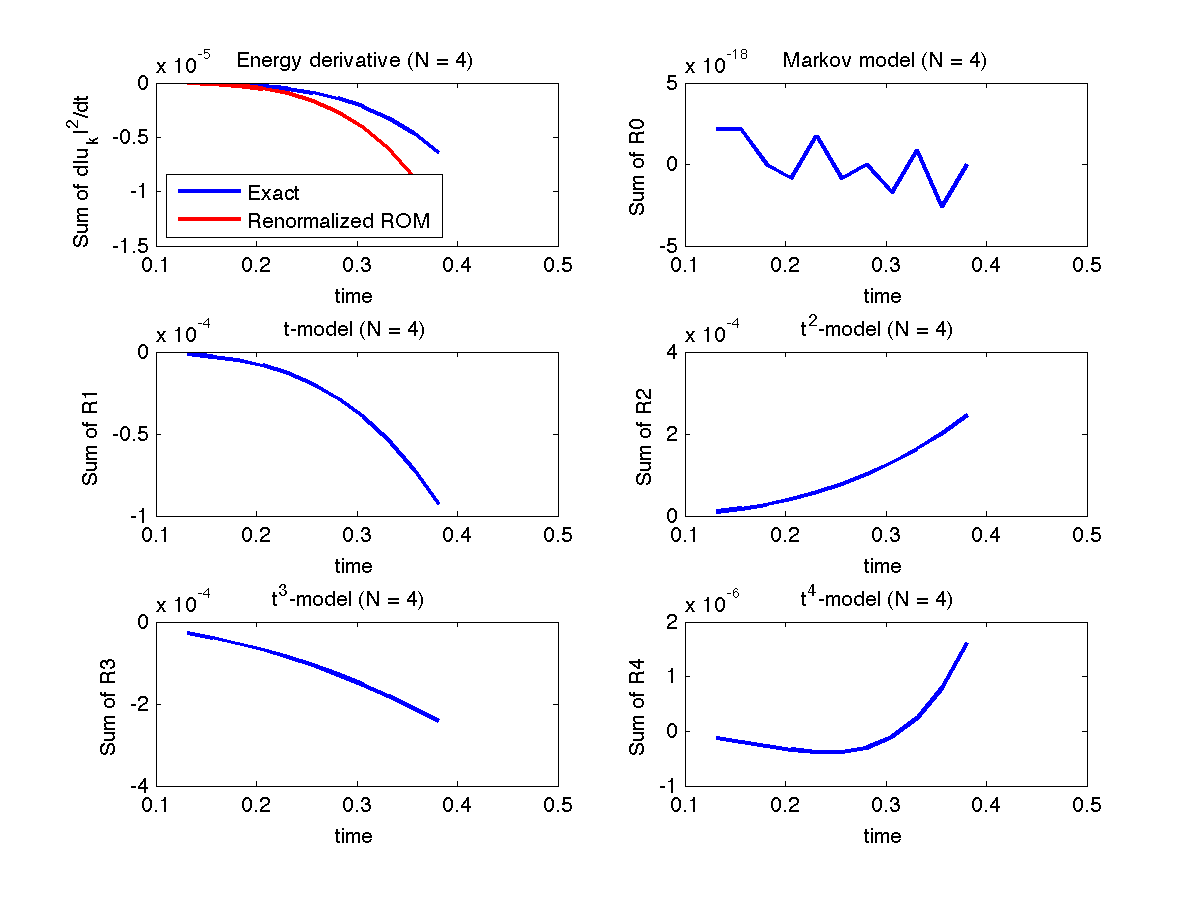 x 10^-5 Energy derivative (N = 4)
0
-0.5
-1
-1.5
Sum of d|u_k|^2/dt
Exact
Renormalized ROM
0.1 0.2 0.3 0.4 0.5
time
x 10^-18 Markov model (N = 4)
5
0
-5
Sum of R0
0.1 0.2 0.3 0.4 0.5
time
x 10^-4 t-model (N = 4)
0
-0.5
-1
Sum of R1
0.1 0.2 0.3 0.4 0.5
time
x 10^-4 t^2-model (N = 4)
4
2
0
Sum of R2
0.1 0.2 0.3 0.4 0.5
time
x 10^-4 t^3-model (N = 4)
0
-2
-4
Sum of R3
0.1 0.2 0.3 0.4 0.5
time
x 10^-6 t^4-model (N = 4)
2
1
0
-1
Sum of R4
0.1 0.2 0.3 0.4 0.5
time